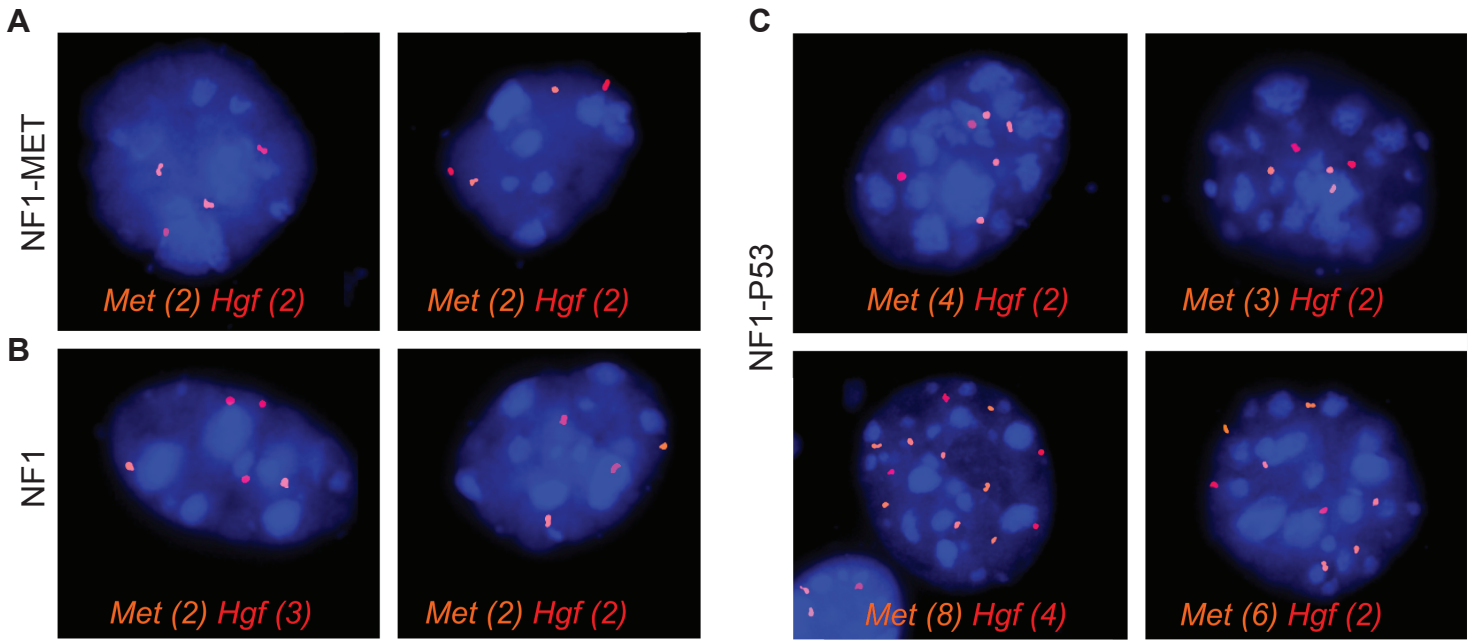 A
NF1-MET
Met (2) Hgf (2)
Met (2) Hgf (2)
B
NF1
Met (2) Hgf (3)
Met (2) Hgf (2)
C
NF1-P53
Met (4) Hgf (2)
Met (3) Hgf (2)
Met (8) Hgf (4)
Met (6) Hgf (2)